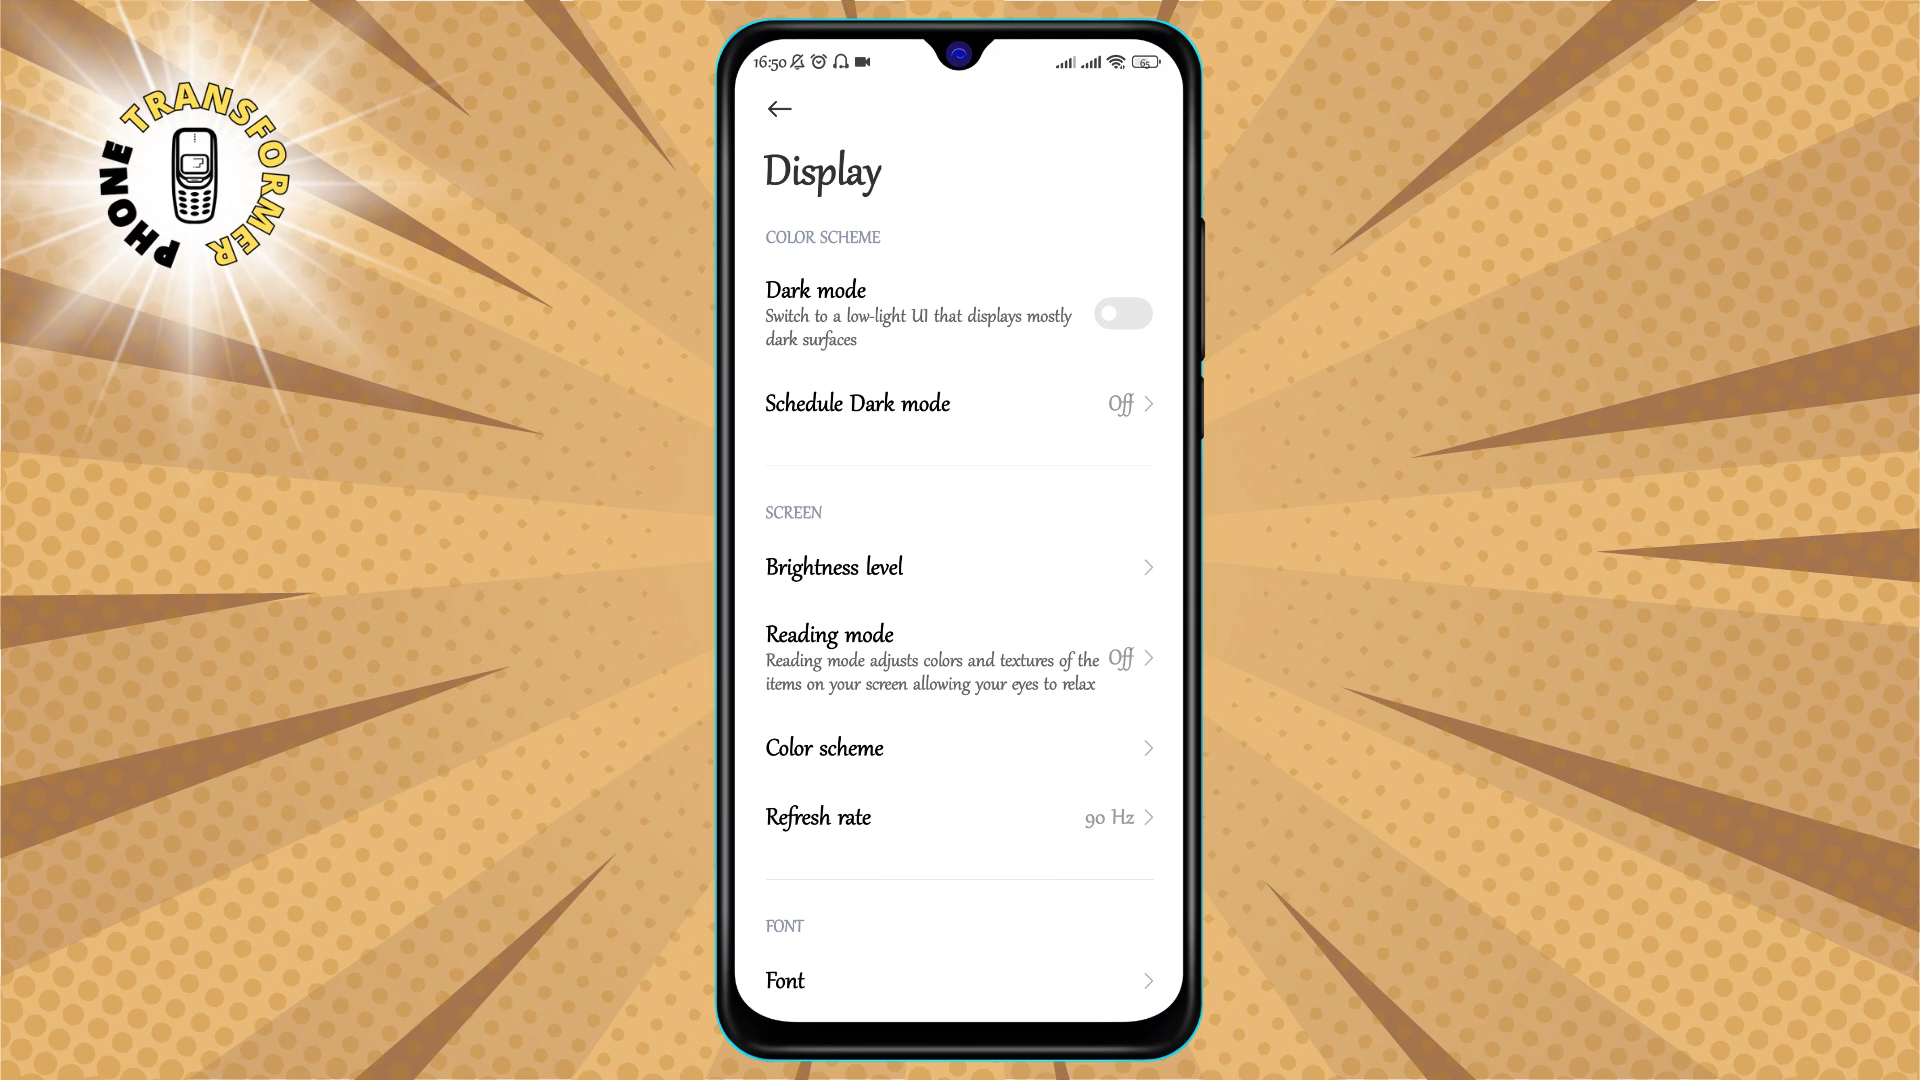 PHONE TRANSFORMER
16:50
65
Display
COLOR SCHEME
Dark mode
Switch to a low-light UI that displays mostly
dark surfaces
Schedule Dark mode Off
SCREEN
Brightness level
Reading mode
Reading mode adjusts colors and textures of the
items on your screen allowing your eyes to relax
Off
Color scheme
Refresh rate 90 Hz
FONT
Font